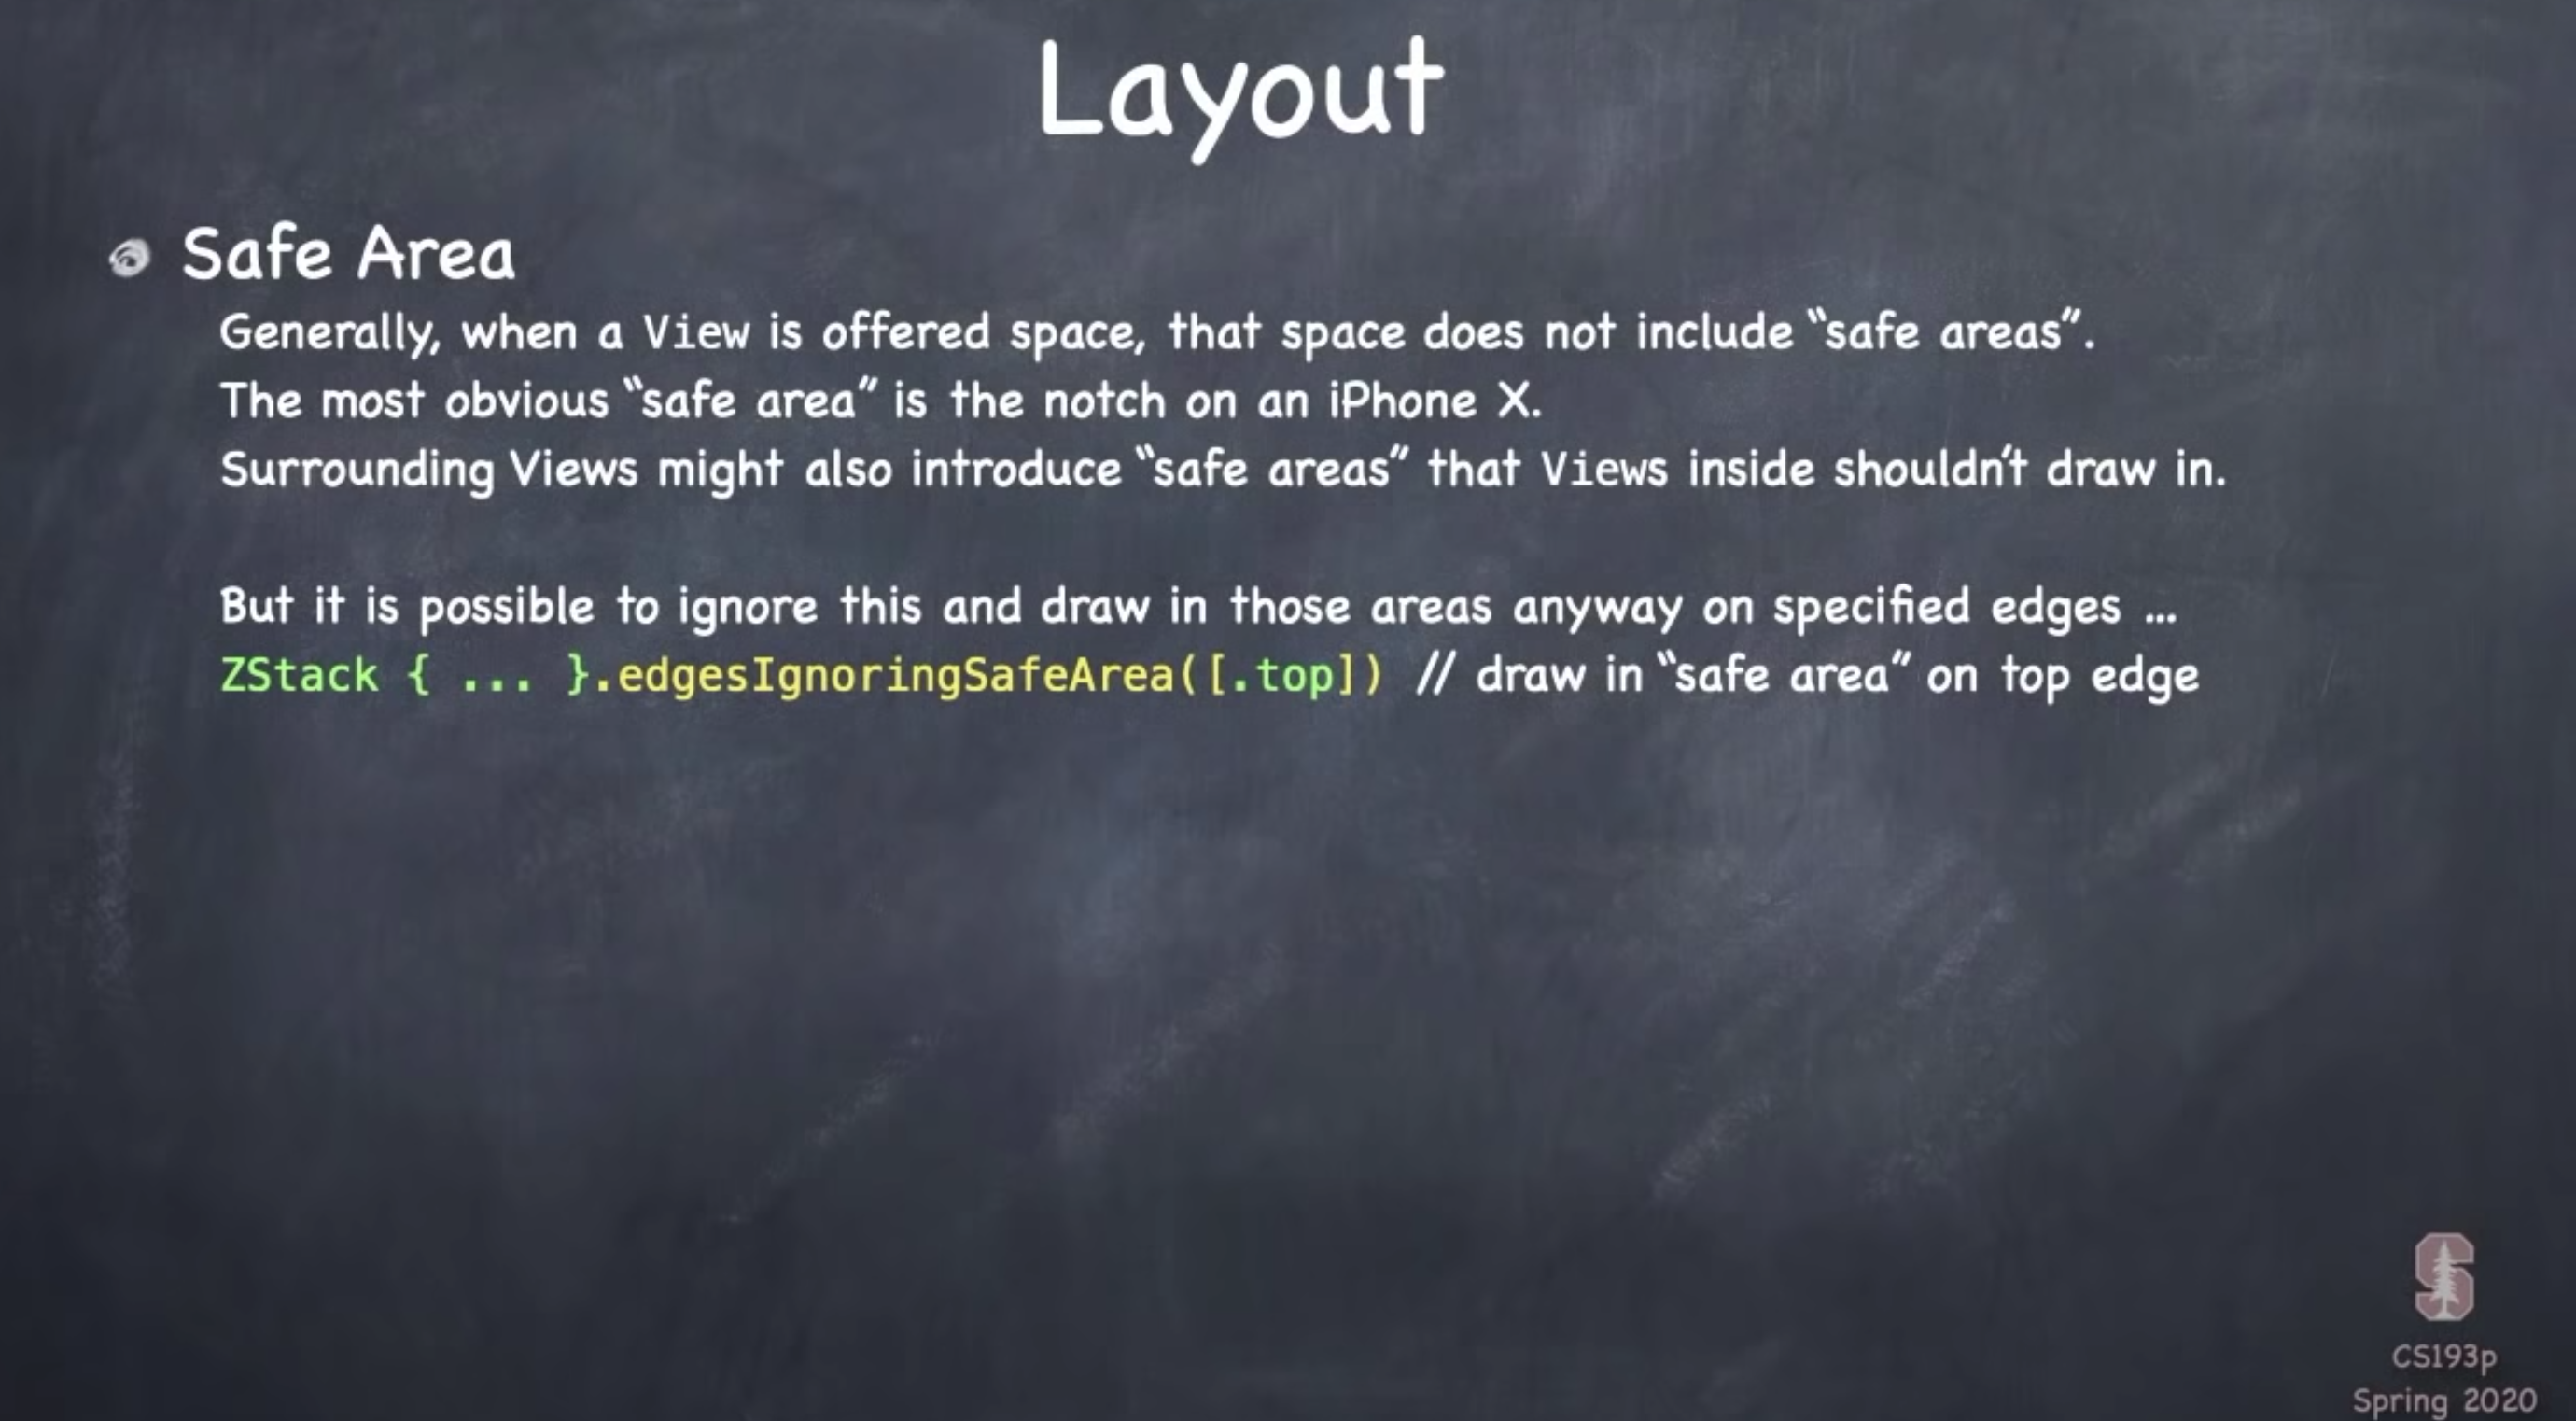 Layout
Safe Area
Generally, when a View is offered space, that space does not include “safe areas”.
The most obvious “safe area” is the notch on an iPhone X.
Surrounding Views might also introduce “safe areas” that Views inside shouldn’t draw in.
But it is possible to ignore this and draw in those areas anyway on specified edges ...
ZStack { ... }.edgesIgnoringSafeArea([.top]) // draw in “safe area” on top edge
S
CS193p
Spring 2020